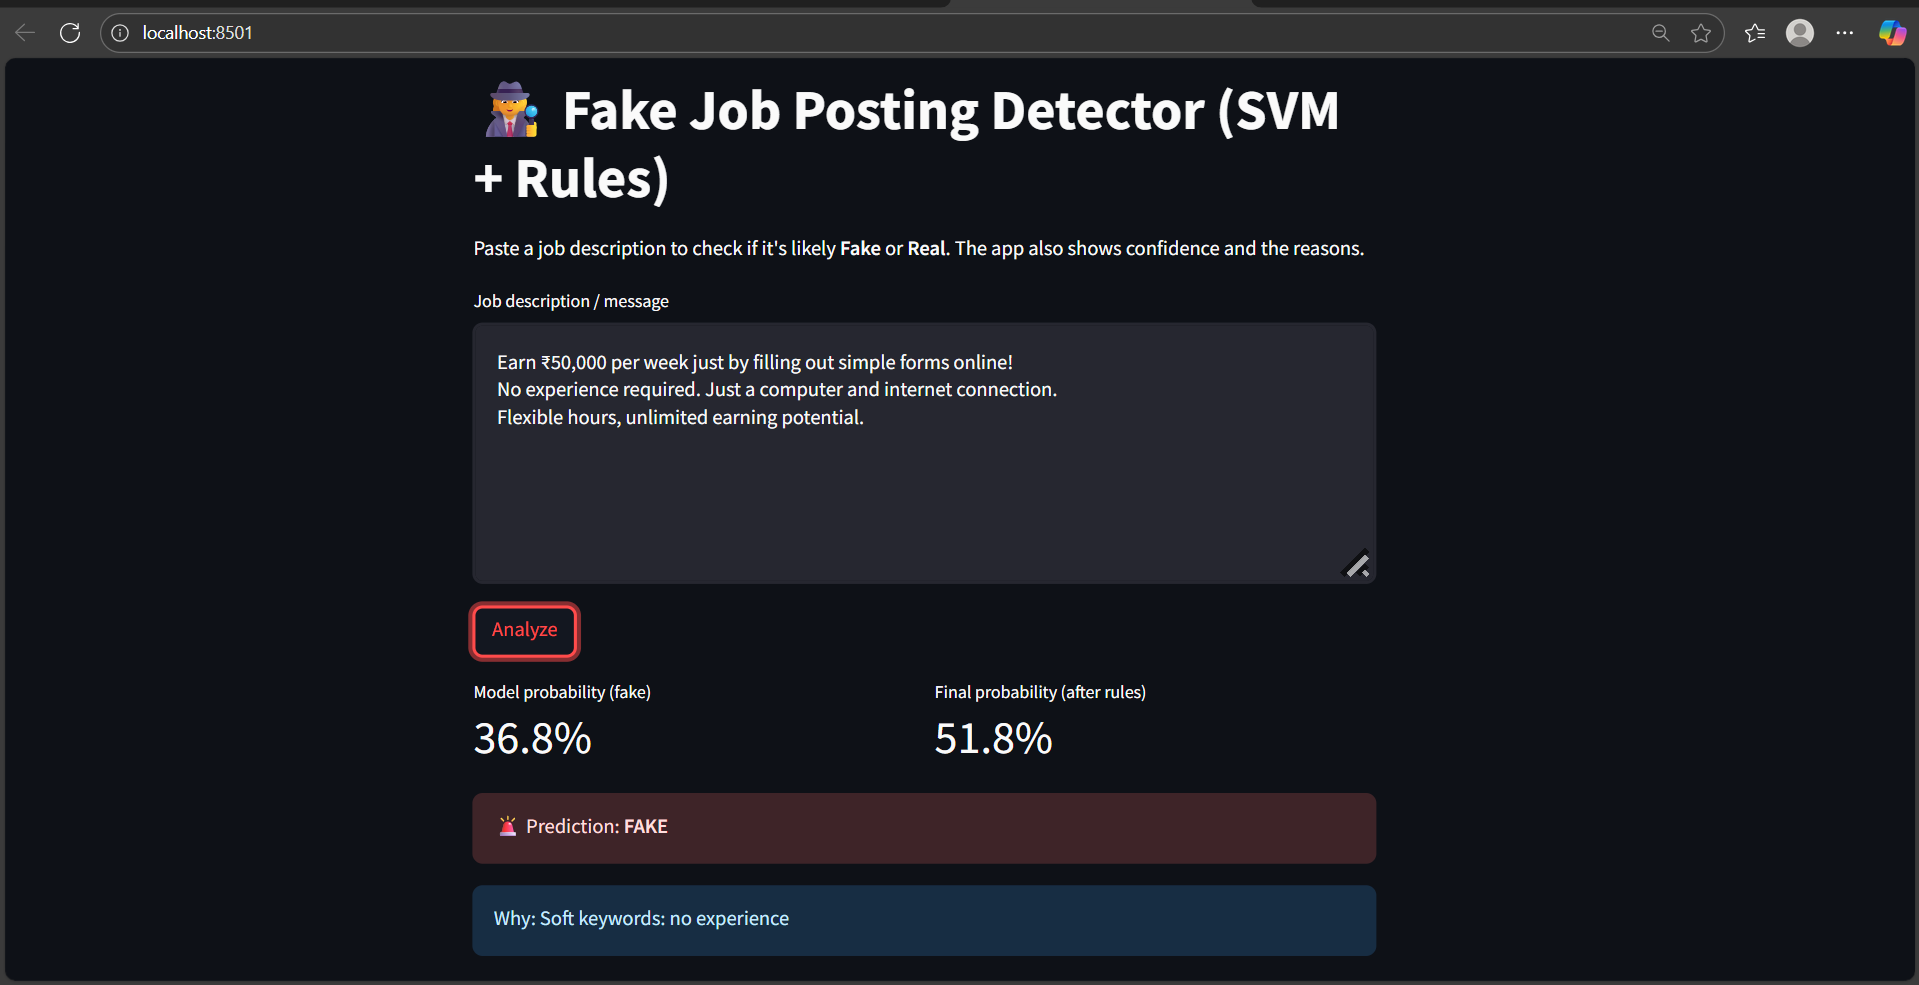 localhost:8501
Fake Job Posting Detector (SVM
+ Rules)
Paste a job description to check if it's likely Fake or Real. The app also shows confidence and the reasons.
Job description / message
Earn ₹50,000 per week just by filling out simple forms online!
No experience required. Just a computer and internet connection.
Flexible hours, unlimited earning potential.
Analyze
Model probability (fake)
Final probability (after rules)
36.8%
51.8%
Prediction: FAKE
Why: Soft keywords: no experience